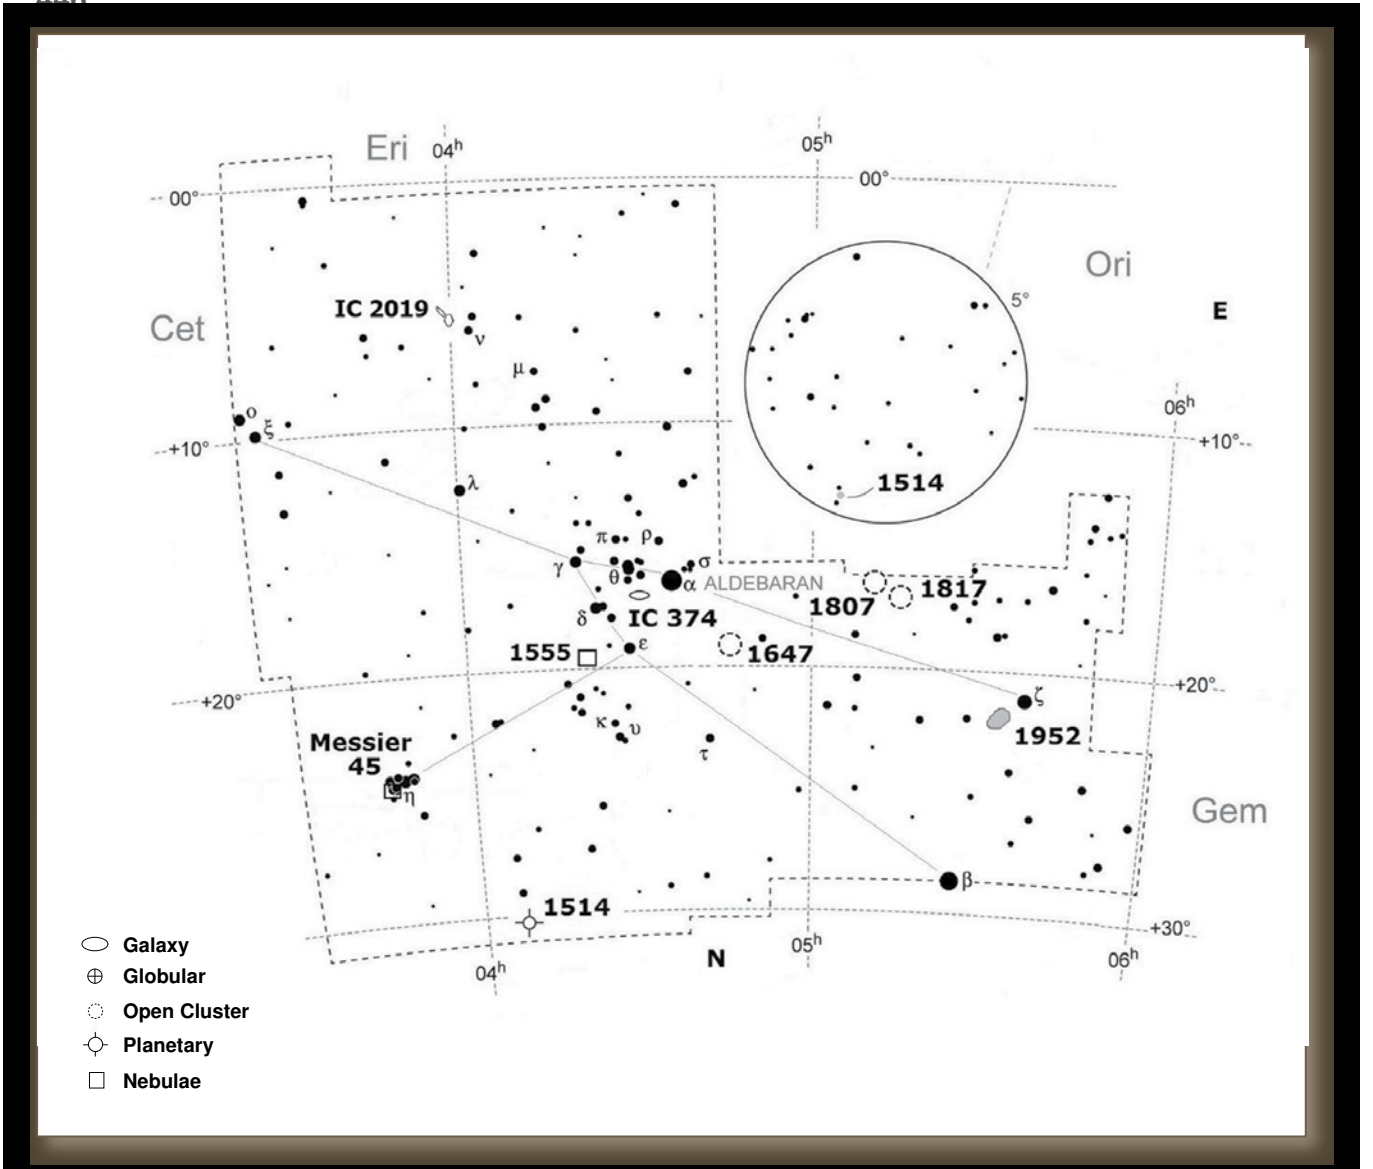 Eri
04h
05h
00°
00°
Ori
IC 2019
5°
E
Cet
ν
μ
06h
ο
ξ
+10°
+10°
λ
1514
π
ρ
γ
θ
σ
α
ALDEBARAN
1807
1817
δ
IC 374
1555
ε
1647
+20°
+20°
ζ
κ
υ
τ
1952
Messier
45
η
Gem
β
1514
+30°
05h
N
04h
06h
Galaxy
Globular
Open Cluster
Planetary
Nebulae